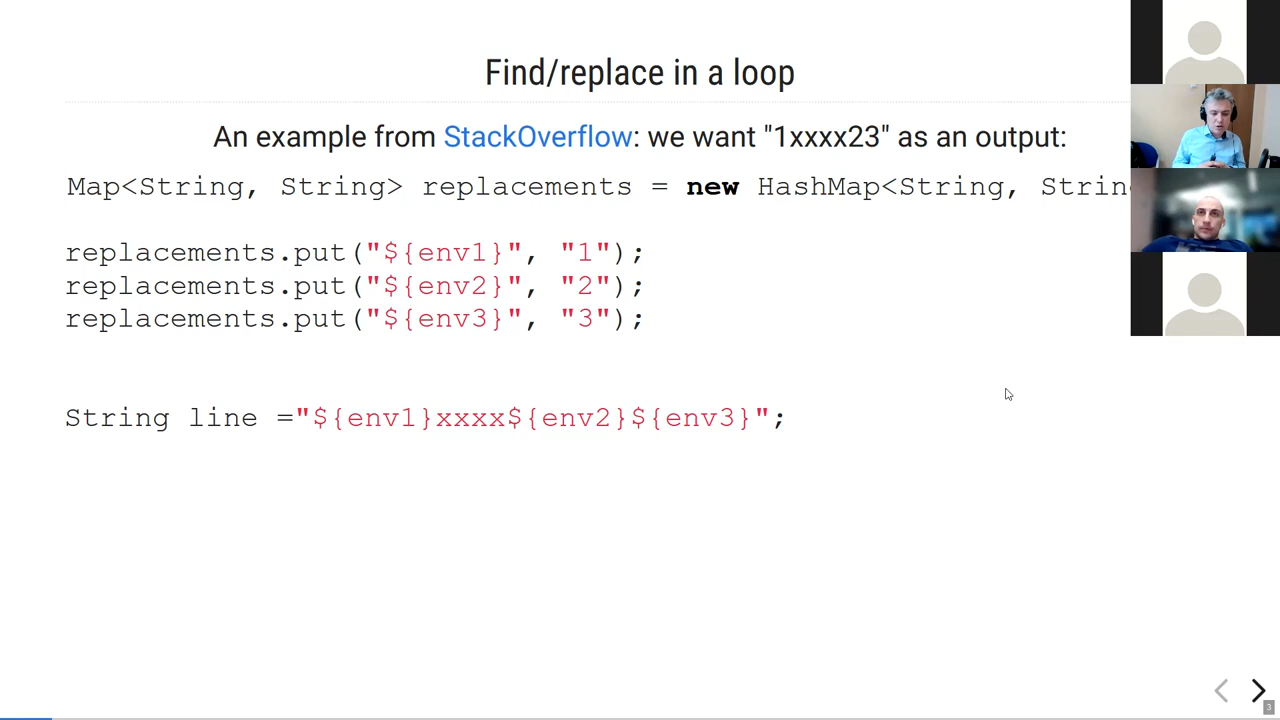 Find/replace in a loop
An example from StackOverflow: we want "1xxxx23" as an output:
Map<String, String> replacements = new HashMap<String, Strin
replacements.put("${env1}", "1");
replacements.put("${env2}", "2");
replacements.put("${env3}", "3");
String line ="${env1}xxxx${env2}${env3}";
3